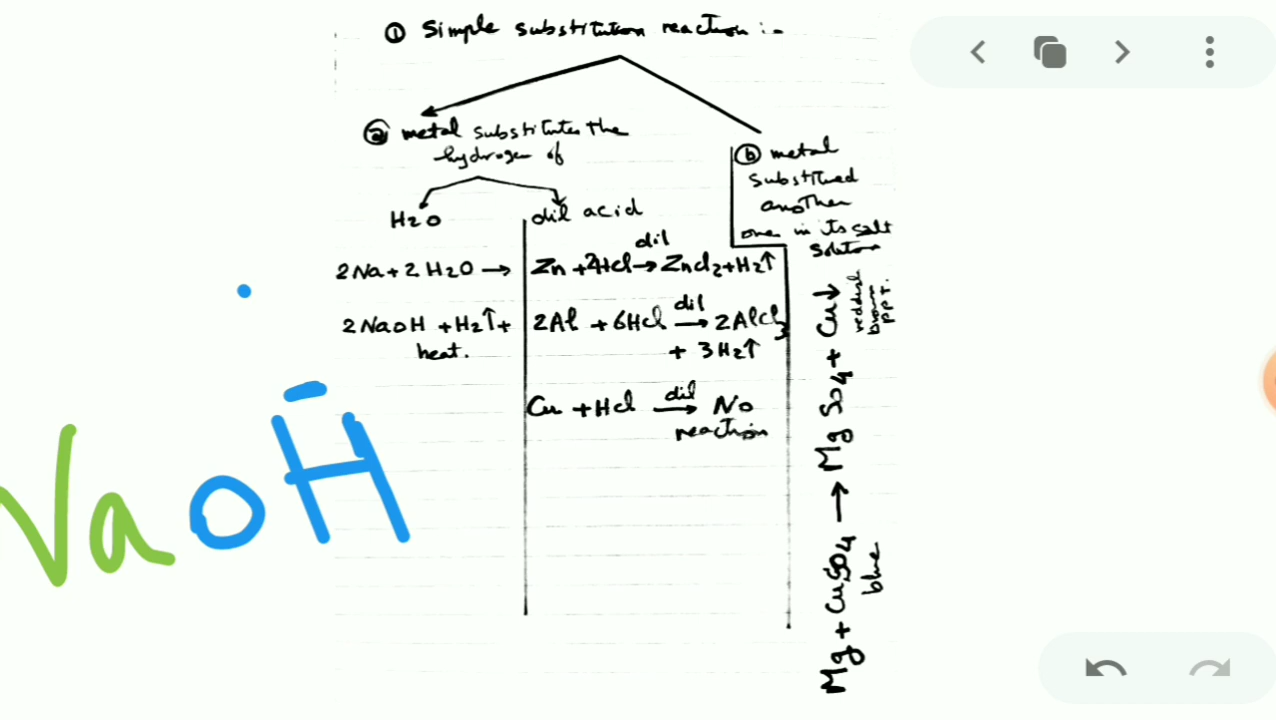 ① Simple substitution reaction :-
ⓐ metal substitutes the
hydrogen of
H2O
2Na + 2H2O →
2NaOH + H2↑ +
heat.
dil acid
Zn + 2HCl dil→ ZnCl2 + H2↑
2Al + 6HCl dil→ 2AlCl3
+ 3H2↑
Cu + HCl dil→ No
reaction
ⓑ metal
substitued
another
one in its salt
solution
Mg + CuSO4 → MgSO4 + Cu↓
blue
reddish
brown
ppt.
NaOH